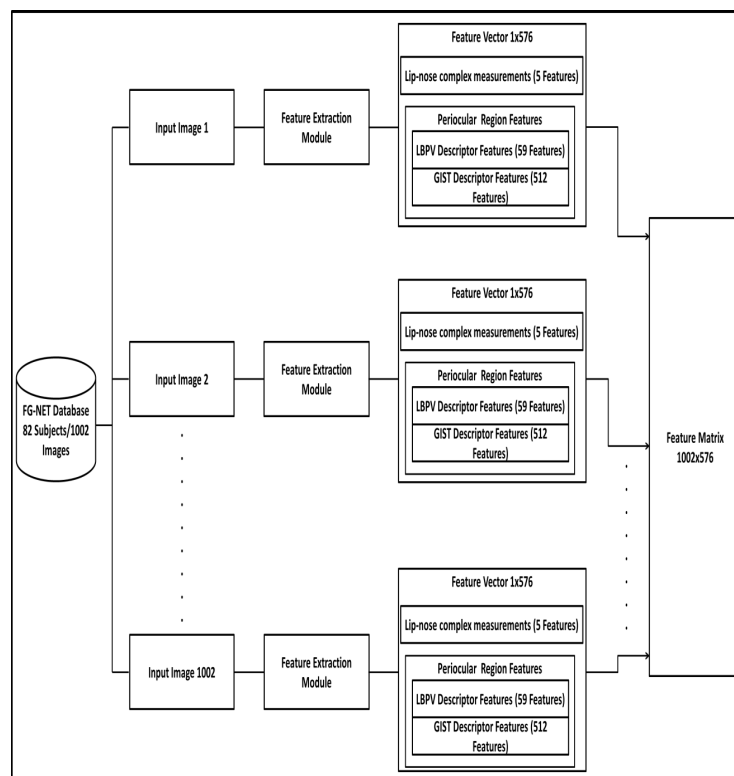 FG-NET Database
82 Subjects/1002
Images
Input Image 1
Feature Extraction
Module
Feature Vector 1x576
Lip-nose complex measurements (5 Features)
Periocular Region Features
LBPV Descriptor Features (59 Features)
GIST Descriptor Features (512
Features)
Input Image 2
Feature Extraction
Module
Feature Vector 1x576
Lip-nose complex measurements (5 Features)
Periocular Region Features
LBPV Descriptor Features (59 Features)
GIST Descriptor Features (512
Features)
Input Image 1002
Feature Extraction
Module
Feature Vector 1x576
Lip-nose complex measurements (5 Features)
Periocular Region Features
LBPV Descriptor Features (59 Features)
GIST Descriptor Features (512
Features)
Feature Matrix
1002x576